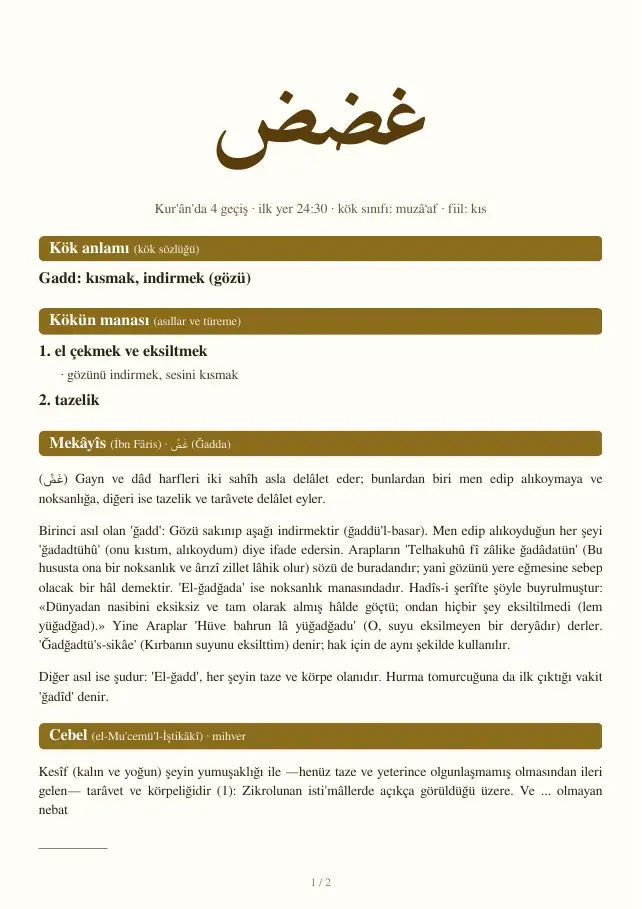 غضض
Kur'ân'da 4 geçiş · ilk yer 24:30 · kök sınıfı: muzâ'af · fiil: kıs
Kök anlamı (kök sözlüğü)
Gadd: kısmak, indirmek (gözü)
Kökün manası (asıllar ve türeme)
1. el çekmek ve eksiltmek
· gözünü indirmek, sesini kısmak
2. tazelik
Mekâyîs (İbn Fâris) · غَضَّ (Ğadda)
(غَضَّ) Gayn ve dâd harfleri iki sahîh asla delâlet eder; bunlardan biri men edip alıkoymaya ve
noksanlığa, diğeri ise tazelik ve tarâvete delâlet eyler.
Birinci asıl olan 'ğadd': Gözü sakınıp aşağı indirmektir (ğaddü'l-basar). Men edip alıkoyduğun her şeyi
'ğadadtühû' (onu kıstım, alıkoydum) diye ifade edersin. Arapların 'Telhakuhû fî zâlike ğadâdatün' (Bu
hususta ona bir noksanlık ve ârızî zillet lâhik olur) sözü de buradandır; yani gözünü yere eğmesine sebep
olacak bir hâl demektir. 'El-ğadğada' ise noksanlık manasındadır. Hadîs-i şerîfte şöyle buyrulmuştur:
«Dünyadan nasibini eksiksiz ve tam olarak almış hâlde göçtü; ondan hiçbir şey eksiltilmedi (lem
yüğadğad).» Yine Araplar 'Hüve bahrun lâ yüğadğadu' (O, suyu eksilmeyen bir deryâdır) derler.
'Ğadğadtü's-sikâe' (Kırbanın suyunu eksilttim) denir; hak için de aynı şekilde kullanılır.
Diğer asıl ise şudur: 'El-ğadd', her şeyin taze ve körpe olanıdır. Hurma tomurcuğuna da ilk çıktığı vakit
'ğadîd' denir.
Cebel (el-Mu'cemü'l-İştikâkî) · mihver
Kesîf (kalın ve yoğun) şeyin yumuşaklığı ile —henüz taze ve yeterince olgunlaşmamış olmasından ileri
gelen— tarâvet ve körpeliğidir (1): Zikrolunan isti'mâllerde açıkça görüldüğü üzere. Ve ... olmayan
nebat
1 / 2